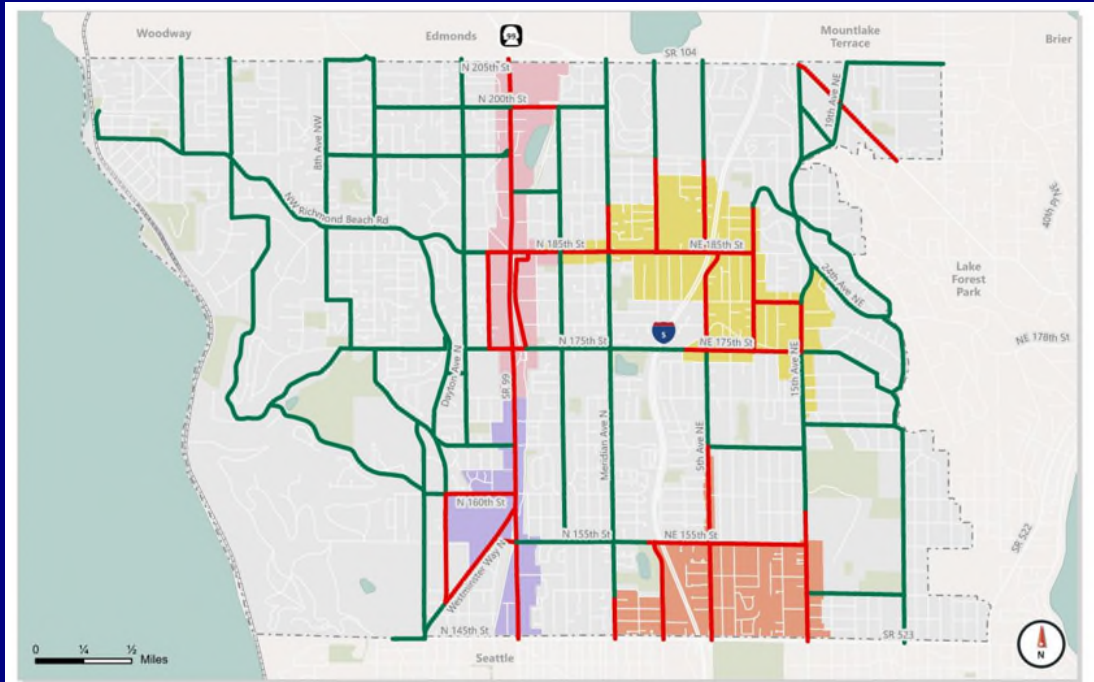 Woodway
Edmonds
99
Mountlake
Terrace
Brier
SR 104
N 205th St
N 200th St
19th Ave NE
8th Ave NW
40th Pl NE
NW Richmond Beach Rd
N 185th St
NE 185th St
24th Ave NE
Lake
Forest
Park
5
N 175th St
NE 175th St
NE 178th St
15th Ave NE
Dayton Ave N
SR 99
Meridian Ave N
5th Ave NE
N 160th St
N 155th St
NE 155th St
SR 522
Westminster Way N
N 145th St
SR 523
0 ¼ ½
Miles
Seattle
N